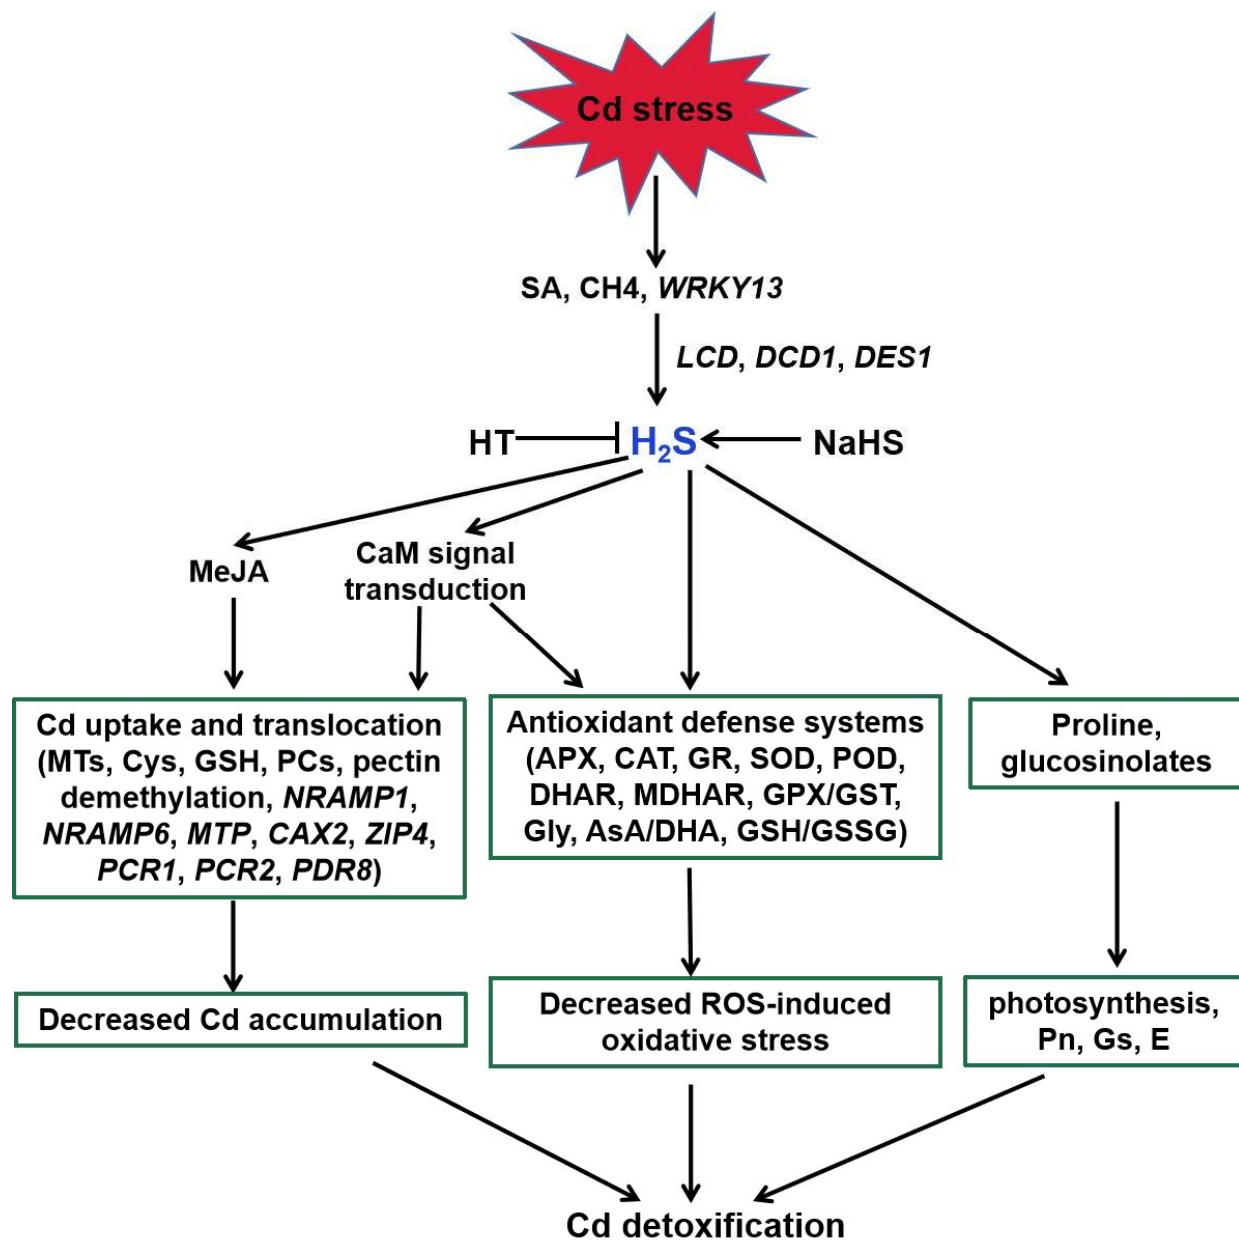 Cd stress
SA, CH4, WRKY13
LCD, DCD1, DES1
HT
H₂S
NaHS
MeJA
CaM signal
transduction
Cd uptake and translocation
(MTs, Cys, GSH, PCs, pectin
demethylation, NRAMP1,
NRAMP6, MTP, CAX2, ZIP4,
PCR1, PCR2, PDR8)
Antioxidant defense systems
(APX, CAT, GR, SOD, POD,
DHAR, MDHAR, GPX/GST,
Gly, AsA/DHA, GSH/GSSG)
Proline,
glucosinolates
Decreased Cd accumulation
Decreased ROS-induced
oxidative stress
photosynthesis,
Pn, Gs, E
Cd detoxification